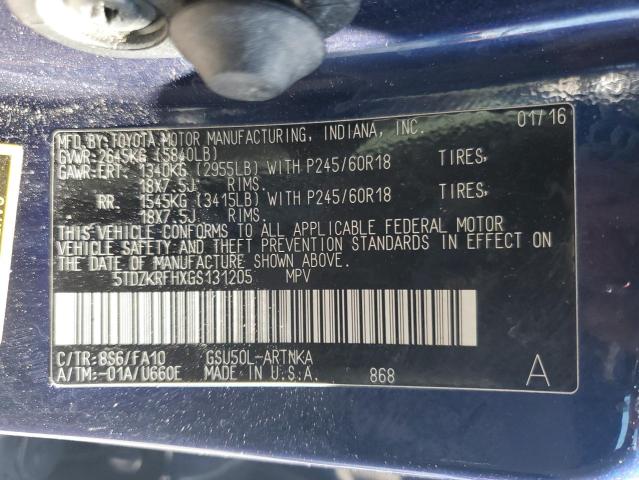 01/16
MFD.BY:TOYOTA MOTOR MANUFACTURING, INDIANA, INC.
GVWR:2645KG (5840LB)
GAWR-FRT: 1340KG (2955LB) WITH P245/60R18 TIRES,
18X7.5J. RIMS.
RR. 1545KG (3415LB) WITH P245/60R18 TIRES,
18X7.5J. RIMS.
THIS VEHICLE CONFORMS TO ALL APPLICABLE FEDERAL MOTOR
VEHICLE SAFETY AND THEFT PREVENTION STANDARDS IN EFFECT ON
THE DATE OF MANUFACTURE SHOWN ABOVE.
5TDZKRFHXGS131205 MPV
C/TR:8S6/FA10 GSU50L-ARTNKA
A/TM:-01A/U660E MADE IN U.S.A. 868 A